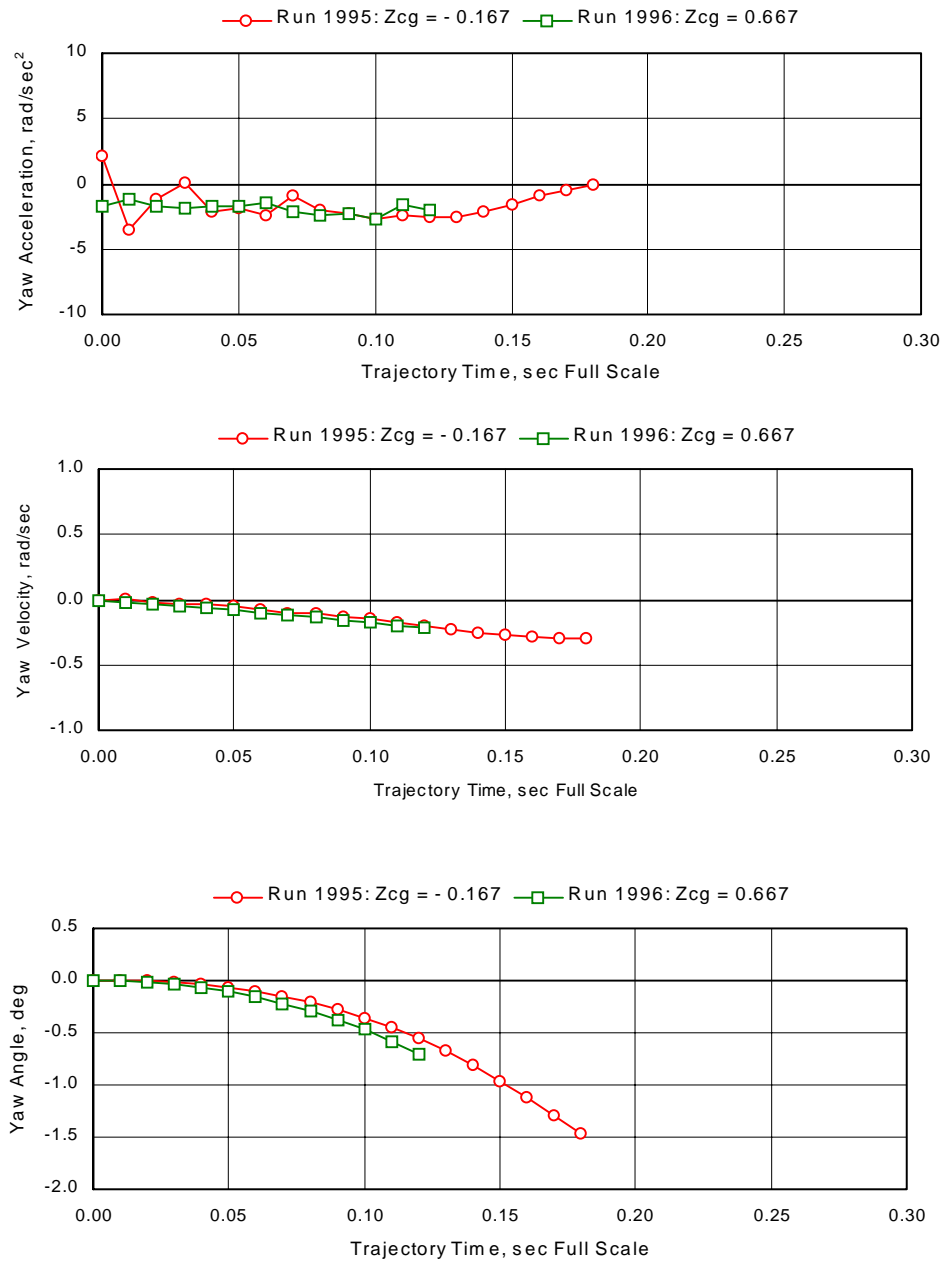 Run 1995: Zcg = - 0.167 Run 1996: Zcg = 0.667
10
5
0
-5
-10
Yaw Acceleration, rad/sec²
0.00 0.05 0.10 0.15 0.20 0.25 0.30
Trajectory Time, sec Full Scale
Run 1995: Zcg = - 0.167 Run 1996: Zcg = 0.667
1.0
0.5
0.0
-0.5
-1.0
Yaw Velocity, rad/sec
0.00 0.05 0.10 0.15 0.20 0.25 0.30
Trajectory Time, sec Full Scale
Run 1995: Zcg = - 0.167 Run 1996: Zcg = 0.667
0.5
0.0
-0.5
-1.0
-1.5
-2.0
Yaw Angle, deg
0.00 0.05 0.10 0.15 0.20 0.25 0.30
Trajectory Time, sec Full Scale